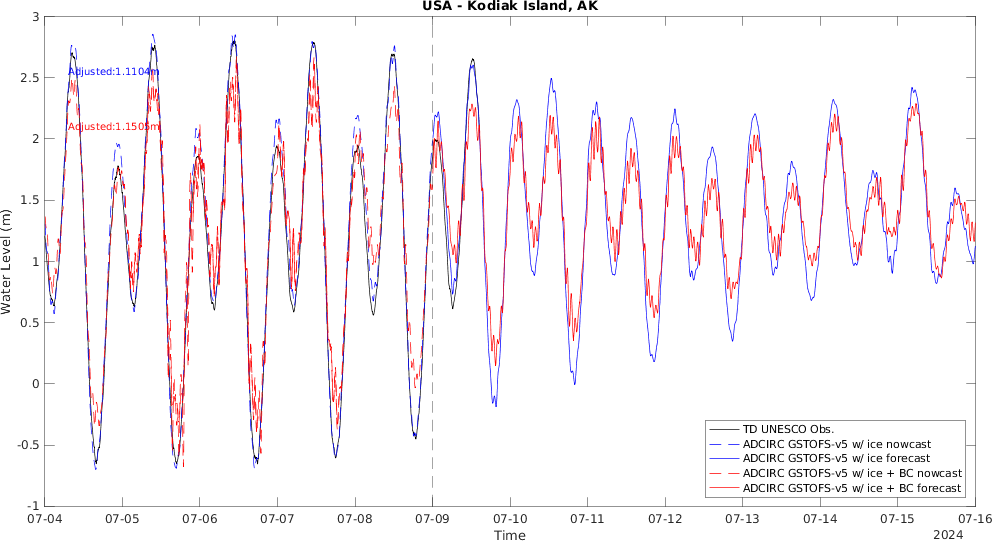 USA - Kodiak Island, AK
3
2.5
2
1.5
1
0.5
0
-0.5
-1
Water Level (m)
Adjusted:1.1104m
Adjusted:1.1505m
TD UNESCO Obs.
ADCIRC GSTOFS-v5 w/ ice nowcast
ADCIRC GSTOFS-v5 w/ ice forecast
ADCIRC GSTOFS-v5 w/ ice + BC nowcast
ADCIRC GSTOFS-v5 w/ ice + BC forecast
07-04 07-05 07-06 07-07 07-08 07-09 07-10 07-11 07-12 07-13 07-14 07-15 07-16
Time
2024